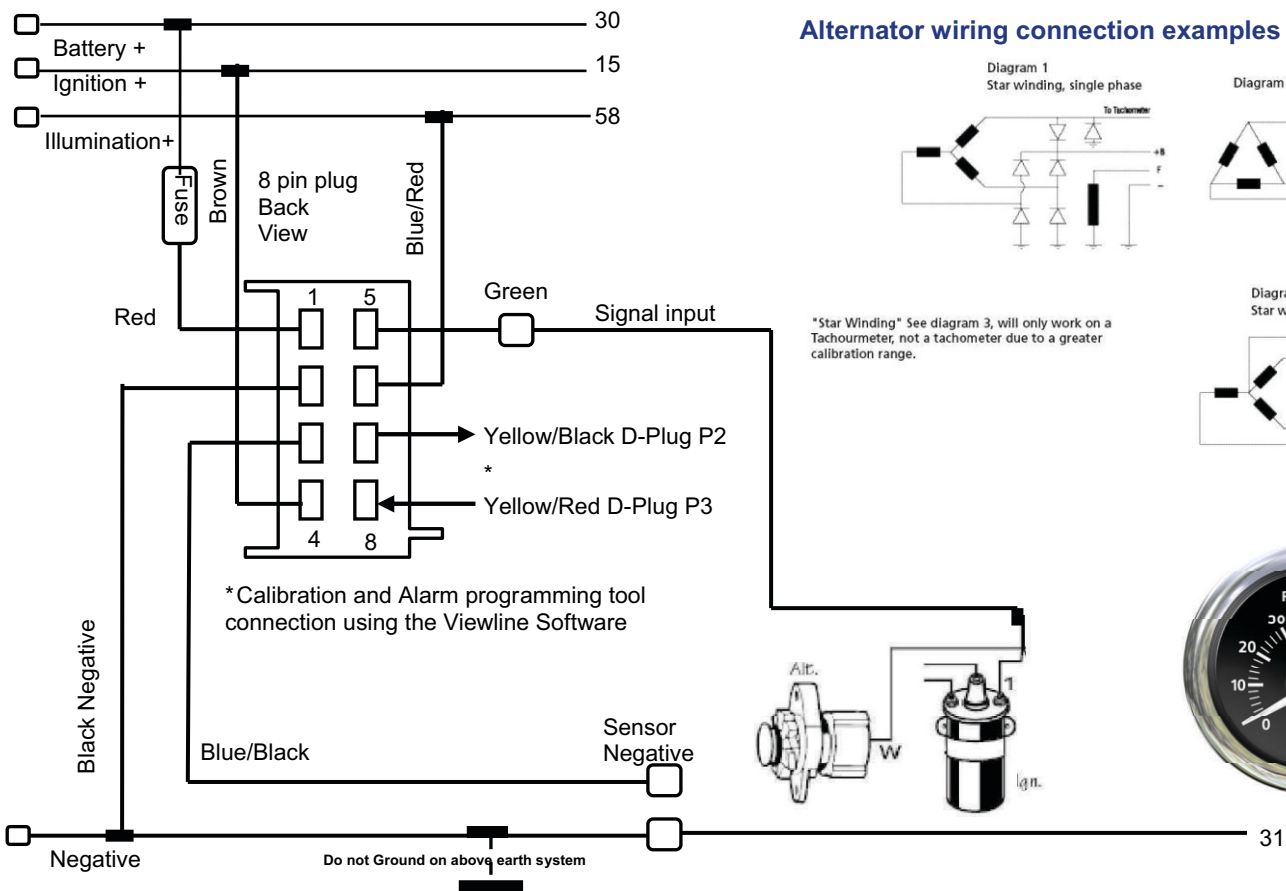 30
Battery +
15
Ignition +
58
Illumination+
Fuse
Brown
8 pin plug
Back
View
Blue/Red
Red
1
5
Green
Signal input
Yellow/Black D-Plug P2
*
Yellow/Red D-Plug P3
4
8
*Calibration and Alarm programming tool
connection using the Viewline Software
Black Negative
Blue/Black
Sensor
Negative
Negative
Do not Ground on above earth system
31
Alternator wiring connection examples
Diagram 1
Star winding, single phase
To Tachometer
+B
F
–
Diagram
"Star Winding" See diagram 3, will only work on a
Tachourmeter, not a tachometer due to a greater
calibration range.
Star w
Alt.
W
1
Ign.
20
10
0